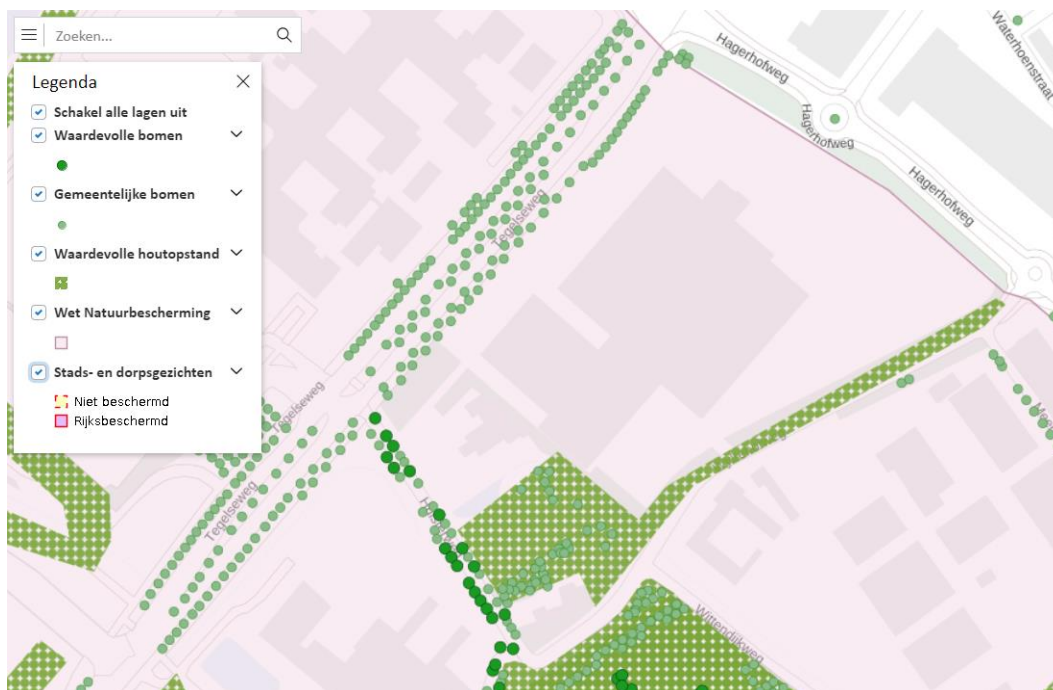 Zoeken...
Legenda
Schakel alle lagen uit
Waardevolle bomen
Gemeentelijke bomen
Waardevolle houtopstand
Wet Natuurbescherming
Stads- en dorpsgezichten
Niet beschermd
Rijksbeschermd
Hagerhofweg
Waterhoenstraat
Hagerhofweg
Hagerhofweg
Tegelseweg
Tegelseweg
Tegelseweg
Wittendijkweg